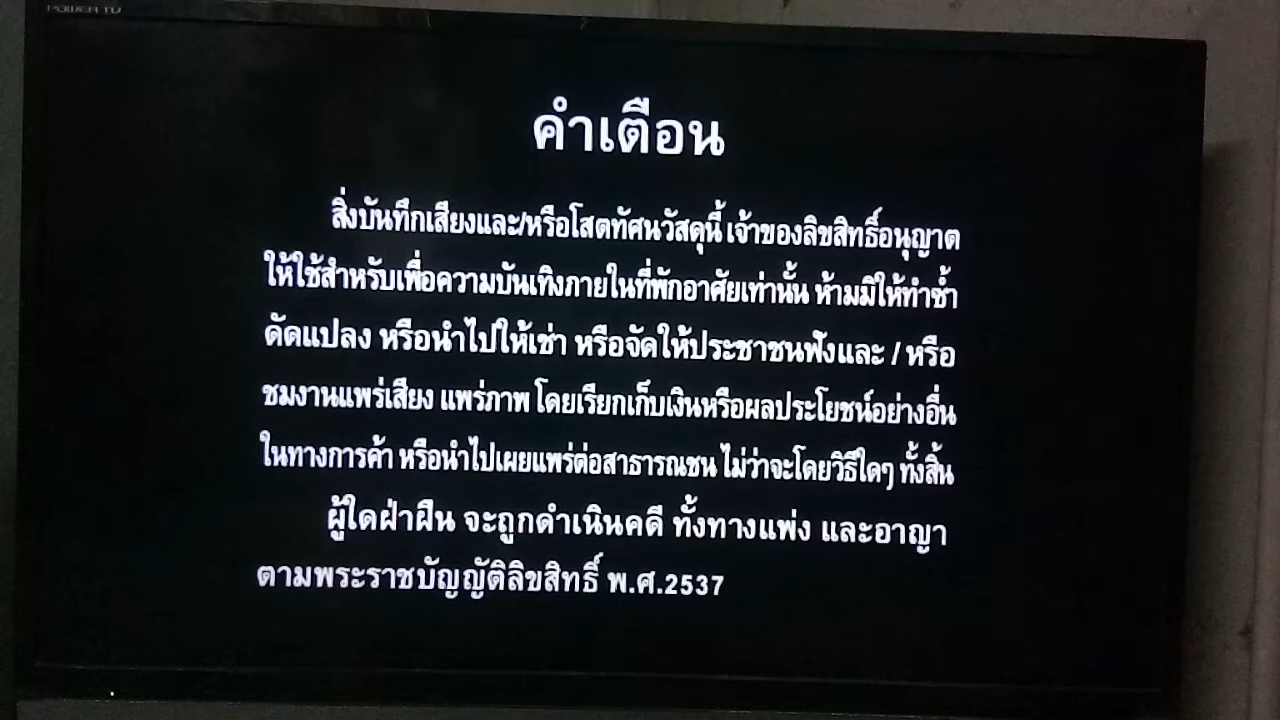 POWER TV
คำเตือน
สิ่งบันทึกเสียงและ/หรือโสตทัศนวัสดุนี้ เจ้าของลิขสิทธิ์อนุญาต
ให้ใช้สำหรับเพื่อความบันเทิงภายในที่พักอาศัยเท่านั้น ห้ามมิให้ทำซ้ำ
ดัดแปลง หรือนำไปให้เช่า หรือจัดให้ประชาชนฟังและ / หรือ
ชมงานแพร่เสียง แพร่ภาพ โดยเรียกเก็บเงินหรือผลประโยชน์อย่างอื่น
ในทางการค้า หรือนำไปเผยแพร่ต่อสาธารณชน ไม่ว่าจะโดยวิธีใดๆ ทั้งสิ้น
ผู้ใดฝ่าฝืน จะถูกดำเนินคดี ทั้งทางแพ่ง และอาญา
ตามพระราชบัญญัติลิขสิทธิ์ พ.ศ.2537